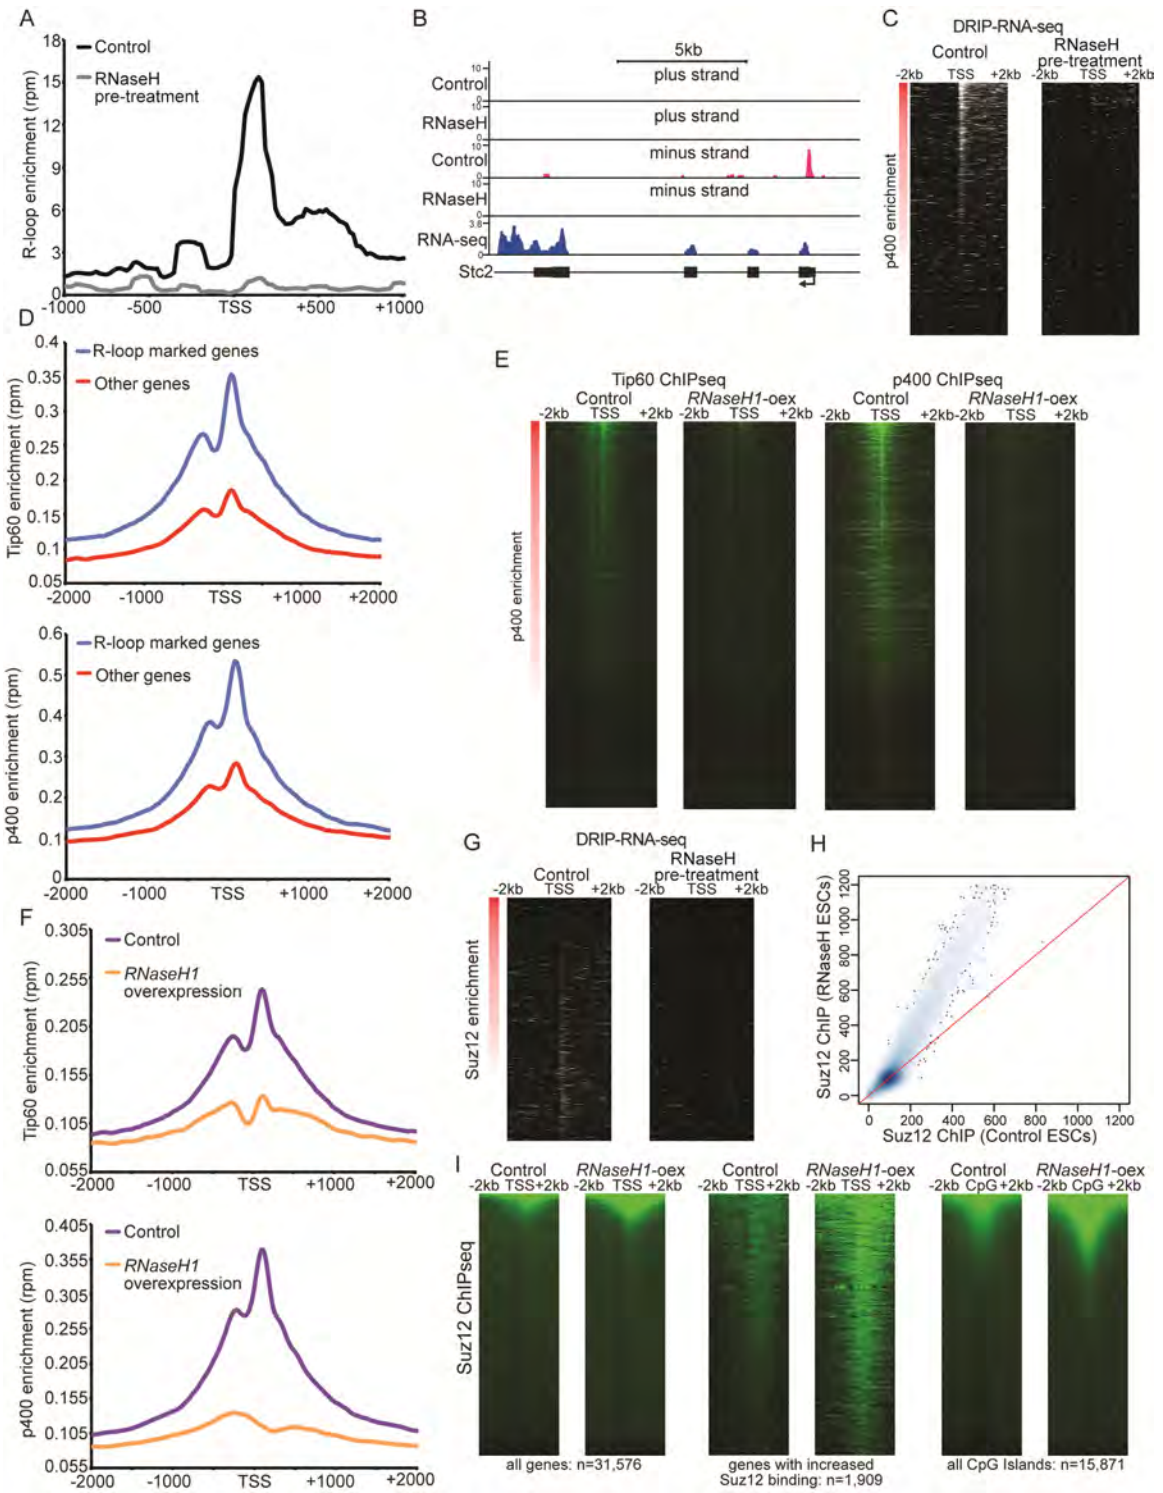 A
18
15
12
9
6
3
0
R-loop enrichment (rpm)
Control
RNaseH
pre-treatment
-1000
-500
TSS
+500
+1000
B
5kb
10
0
Control
plus strand
10
0
RNaseH
plus strand
10
0
Control
minus strand
10
0
RNaseH
minus strand
3.8
0
RNA-seq
Stc2
C
DRIP-RNA-seq
Control
RNaseH
pre-treatment
-2kb TSS +2kb
-2kb TSS +2kb
p400 enrichment
D
0.4
0.35
0.3
0.25
0.2
0.15
0.1
0.05
Tip60 enrichment (rpm)
R-loop marked genes
Other genes
-2000
-1000
TSS
+1000
+2000
0.6
0.5
0.4
0.3
0.2
0.1
0
p400 enrichment (rpm)
R-loop marked genes
Other genes
-2000
-1000
TSS
+1000
+2000
E
Tip60 ChIPseq
Control
RNaseH1-oex
-2kb TSS +2kb
-2kb TSS +2kb
p400 ChIPseq
Control
RNaseH1-oex
-2kb TSS +2kb
-2kb TSS +2kb
p400 enrichment
F
0.305
0.255
0.205
0.155
0.105
0.055
Tip60 enrichment (rpm)
Control
RNaseH1
overexpression
-2000
-1000
TSS
+1000
+2000
0.405
0.355
0.305
0.255
0.205
0.155
0.105
0.055
p400 enrichment (rpm)
Control
RNaseH1
overexpression
-2000
-1000
TSS
+1000
+2000
G
DRIP-RNA-seq
Control
RNaseH
pre-treatment
-2kb TSS +2kb
-2kb TSS +2kb
Suz12 enrichment
H
Suz12 ChIP (RNaseH ESCs)
0 200 400 600 800 1000 1200
0 200 400 600 800 1000 1200
Suz12 ChIP (Control ESCs)
I
Suz12 ChIPseq
Control
RNaseH1-oex
-2kb TSS+2kb
-2kb TSS +2kb
all genes: n=31,576
Control
RNaseH1-oex
-2kb TSS +2kb
-2kb TSS +2kb
genes with increased
Suz12 binding: n=1,909
Control
RNaseH1-oex
-2kb CpG +2kb
-2kb CpG +2kb
all CpG Islands: n=15,871